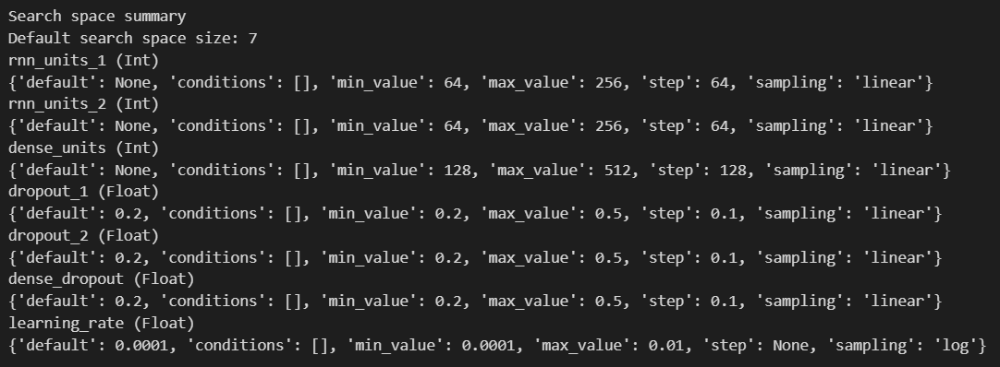 Search space summary
Default search space size: 7
rnn_units_1 (Int)
{'default': None, 'conditions': [], 'min_value': 64, 'max_value': 256, 'step': 64, 'sampling': 'linear'}
rnn_units_2 (Int)
{'default': None, 'conditions': [], 'min_value': 64, 'max_value': 256, 'step': 64, 'sampling': 'linear'}
dense_units (Int)
{'default': None, 'conditions': [], 'min_value': 128, 'max_value': 512, 'step': 128, 'sampling': 'linear'}
dropout_1 (Float)
{'default': 0.2, 'conditions': [], 'min_value': 0.2, 'max_value': 0.5, 'step': 0.1, 'sampling': 'linear'}
dropout_2 (Float)
{'default': 0.2, 'conditions': [], 'min_value': 0.2, 'max_value': 0.5, 'step': 0.1, 'sampling': 'linear'}
dense_dropout (Float)
{'default': 0.2, 'conditions': [], 'min_value': 0.2, 'max_value': 0.5, 'step': 0.1, 'sampling': 'linear'}
learning_rate (Float)
{'default': 0.0001, 'conditions': [], 'min_value': 0.0001, 'max_value': 0.01, 'step': None, 'sampling': 'log'}